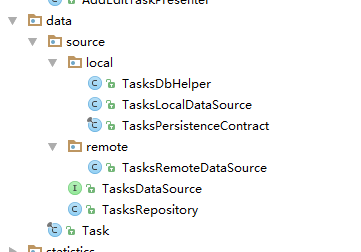 AddEditTaskPresenter
data
source
local
TasksDbHelper
TasksLocalDataSource
TasksPersistenceContract
remote
TasksRemoteDataSource
TasksDataSource
TasksRepository
Task
statistics